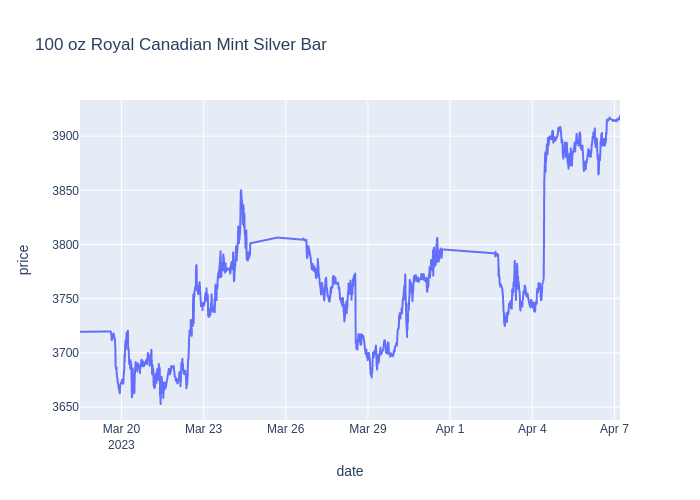 100 oz Royal Canadian Mint Silver Bar
3900
3850
3800
3750
3700
3650
price
Mar 20
2023
Mar 23
Mar 26
Mar 29
Apr 1
Apr 4
Apr 7
date